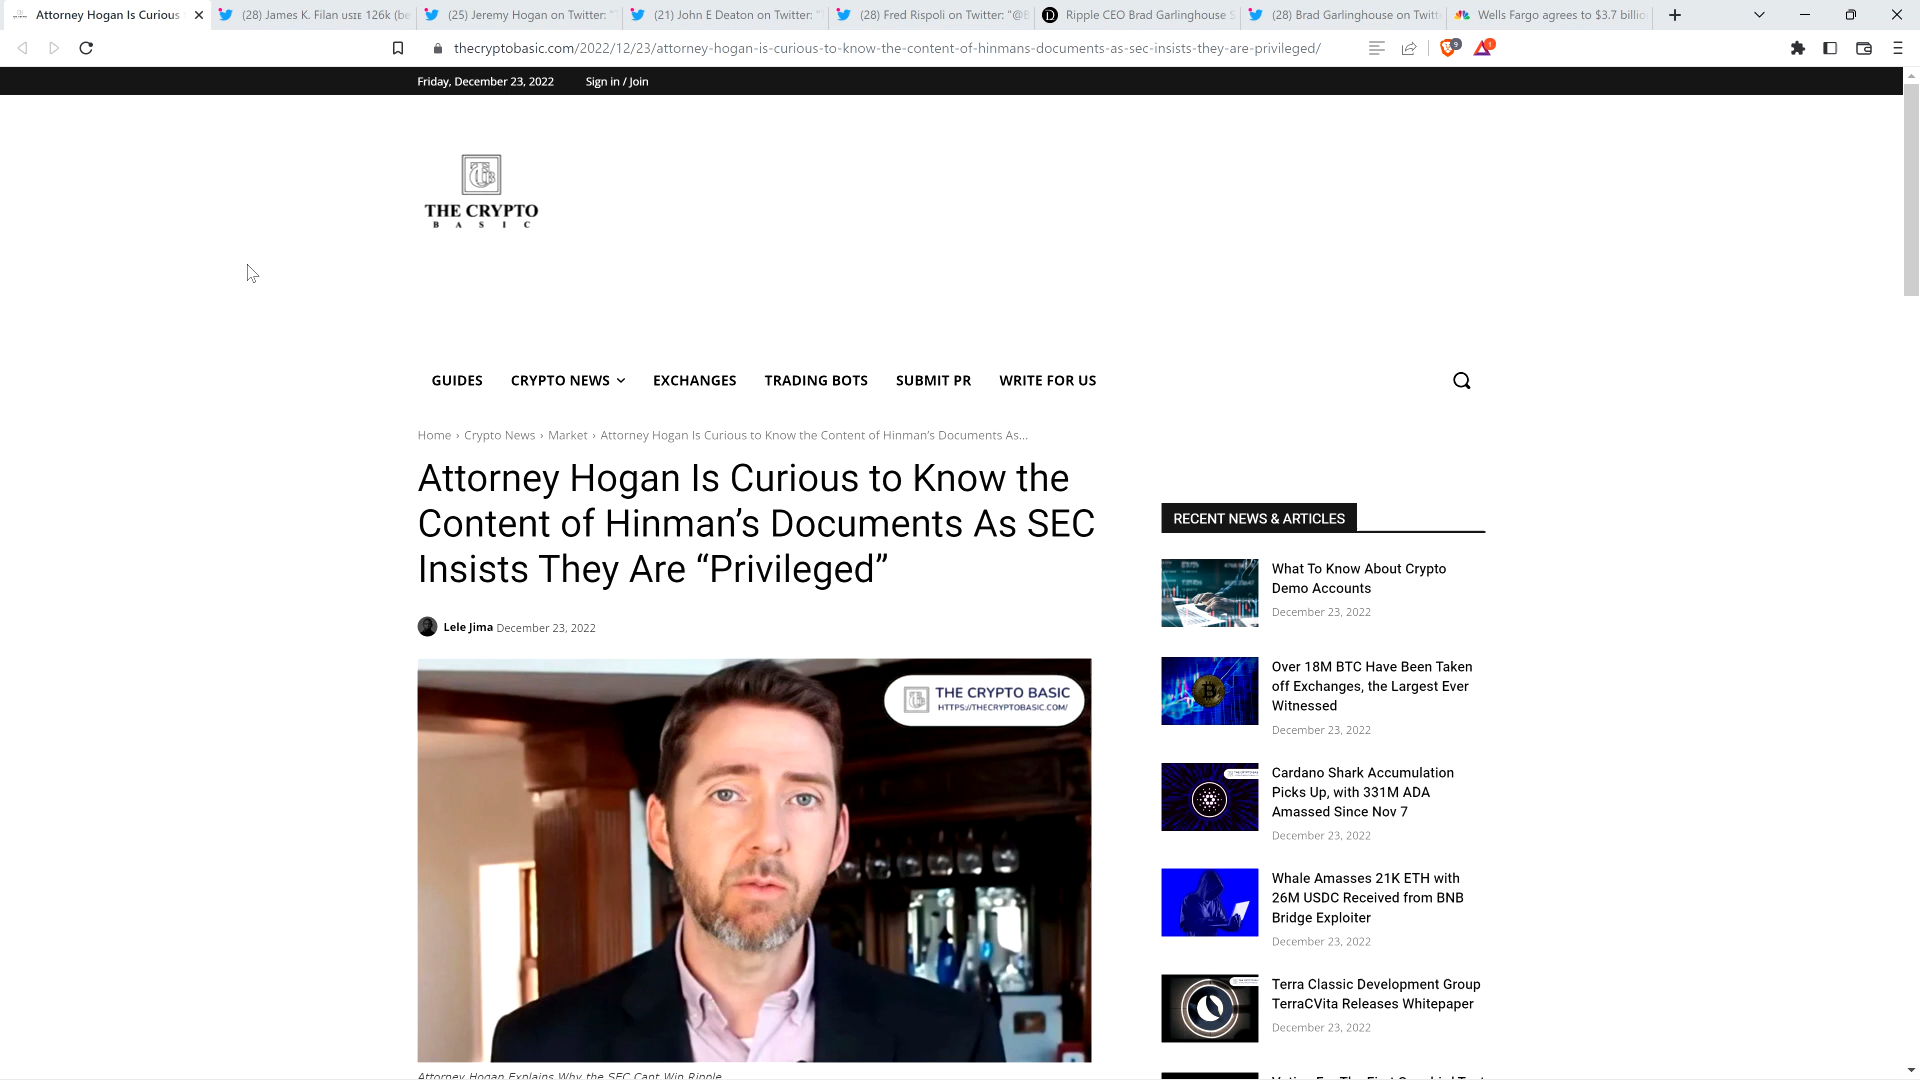 Attorney Hogan Is Curious
(28) James K. Filan 🇺🇸🇮🇪 126k (be
(25) Jeremy Hogan on Twitter: "
(21) John E Deaton on Twitter: "
(28) Fred Rispoli on Twitter: "@B
Ripple CEO Brad Garlinghouse S
(28) Brad Garlinghouse on Twitt
Wells Fargo agrees to $3.7 billio
thecryptobasic.com/2022/12/23/attorney-hogan-is-curious-to-know-the-content-of-hinmans-documents-as-sec-insists-they-are-privileged/
Friday, December 23, 2022
Sign in / Join
THE CRYPTO
BASIC
GUIDES
CRYPTO NEWS
EXCHANGES
TRADING BOTS
SUBMIT PR
WRITE FOR US
Home › Crypto News › Market › Attorney Hogan Is Curious to Know the Content of Hinman’s Documents As...
Attorney Hogan Is Curious to Know the
Content of Hinman’s Documents As SEC
Insists They Are “Privileged”
Lele Jima December 23, 2022
THE CRYPTO BASIC
HTTPS://THECRYPTOBASIC.COM/
Attorney Hogan Explains Why the SEC Cant Win Ripple
RECENT NEWS & ARTICLES
What To Know About Crypto
Demo Accounts
December 23, 2022
Over 18M BTC Have Been Taken
off Exchanges, the Largest Ever
Witnessed
December 23, 2022
Cardano Shark Accumulation
Picks Up, with 331M ADA
Amassed Since Nov 7
December 23, 2022
Whale Amasses 21K ETH with
26M USDC Received from BNB
Bridge Exploiter
December 23, 2022
Terra Classic Development Group
TerraCVita Releases Whitepaper
December 23, 2022